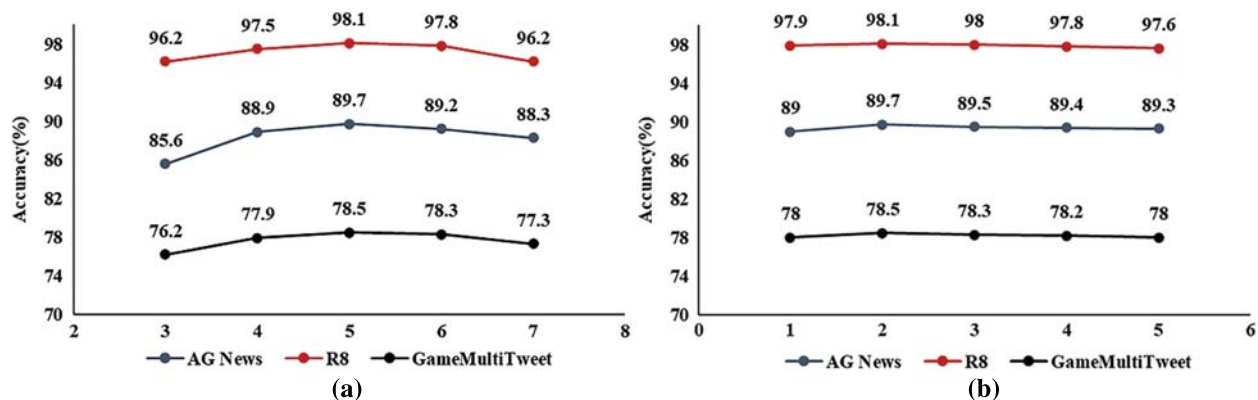 98.1
97.5 97.8
96.2 96.2
98
94
89.7
88.9 89.2 88.3
90
85.6
86
82
78.5
77.9 78.3 77.3
76.2
78
74
70
2 3 4 5 6 7 8
Accuracy(%)
AG News R8 GameMultiTweet
(a)
97.9 98.1 98 97.8 97.6
98
94
89 89.7 89.5 89.4 89.3
90
86
82
78 78.5 78.3 78.2 78
78
74
70
0 1 2 3 4 5 6
Accuracy(%)
AG News R8 GameMultiTweet
(b)